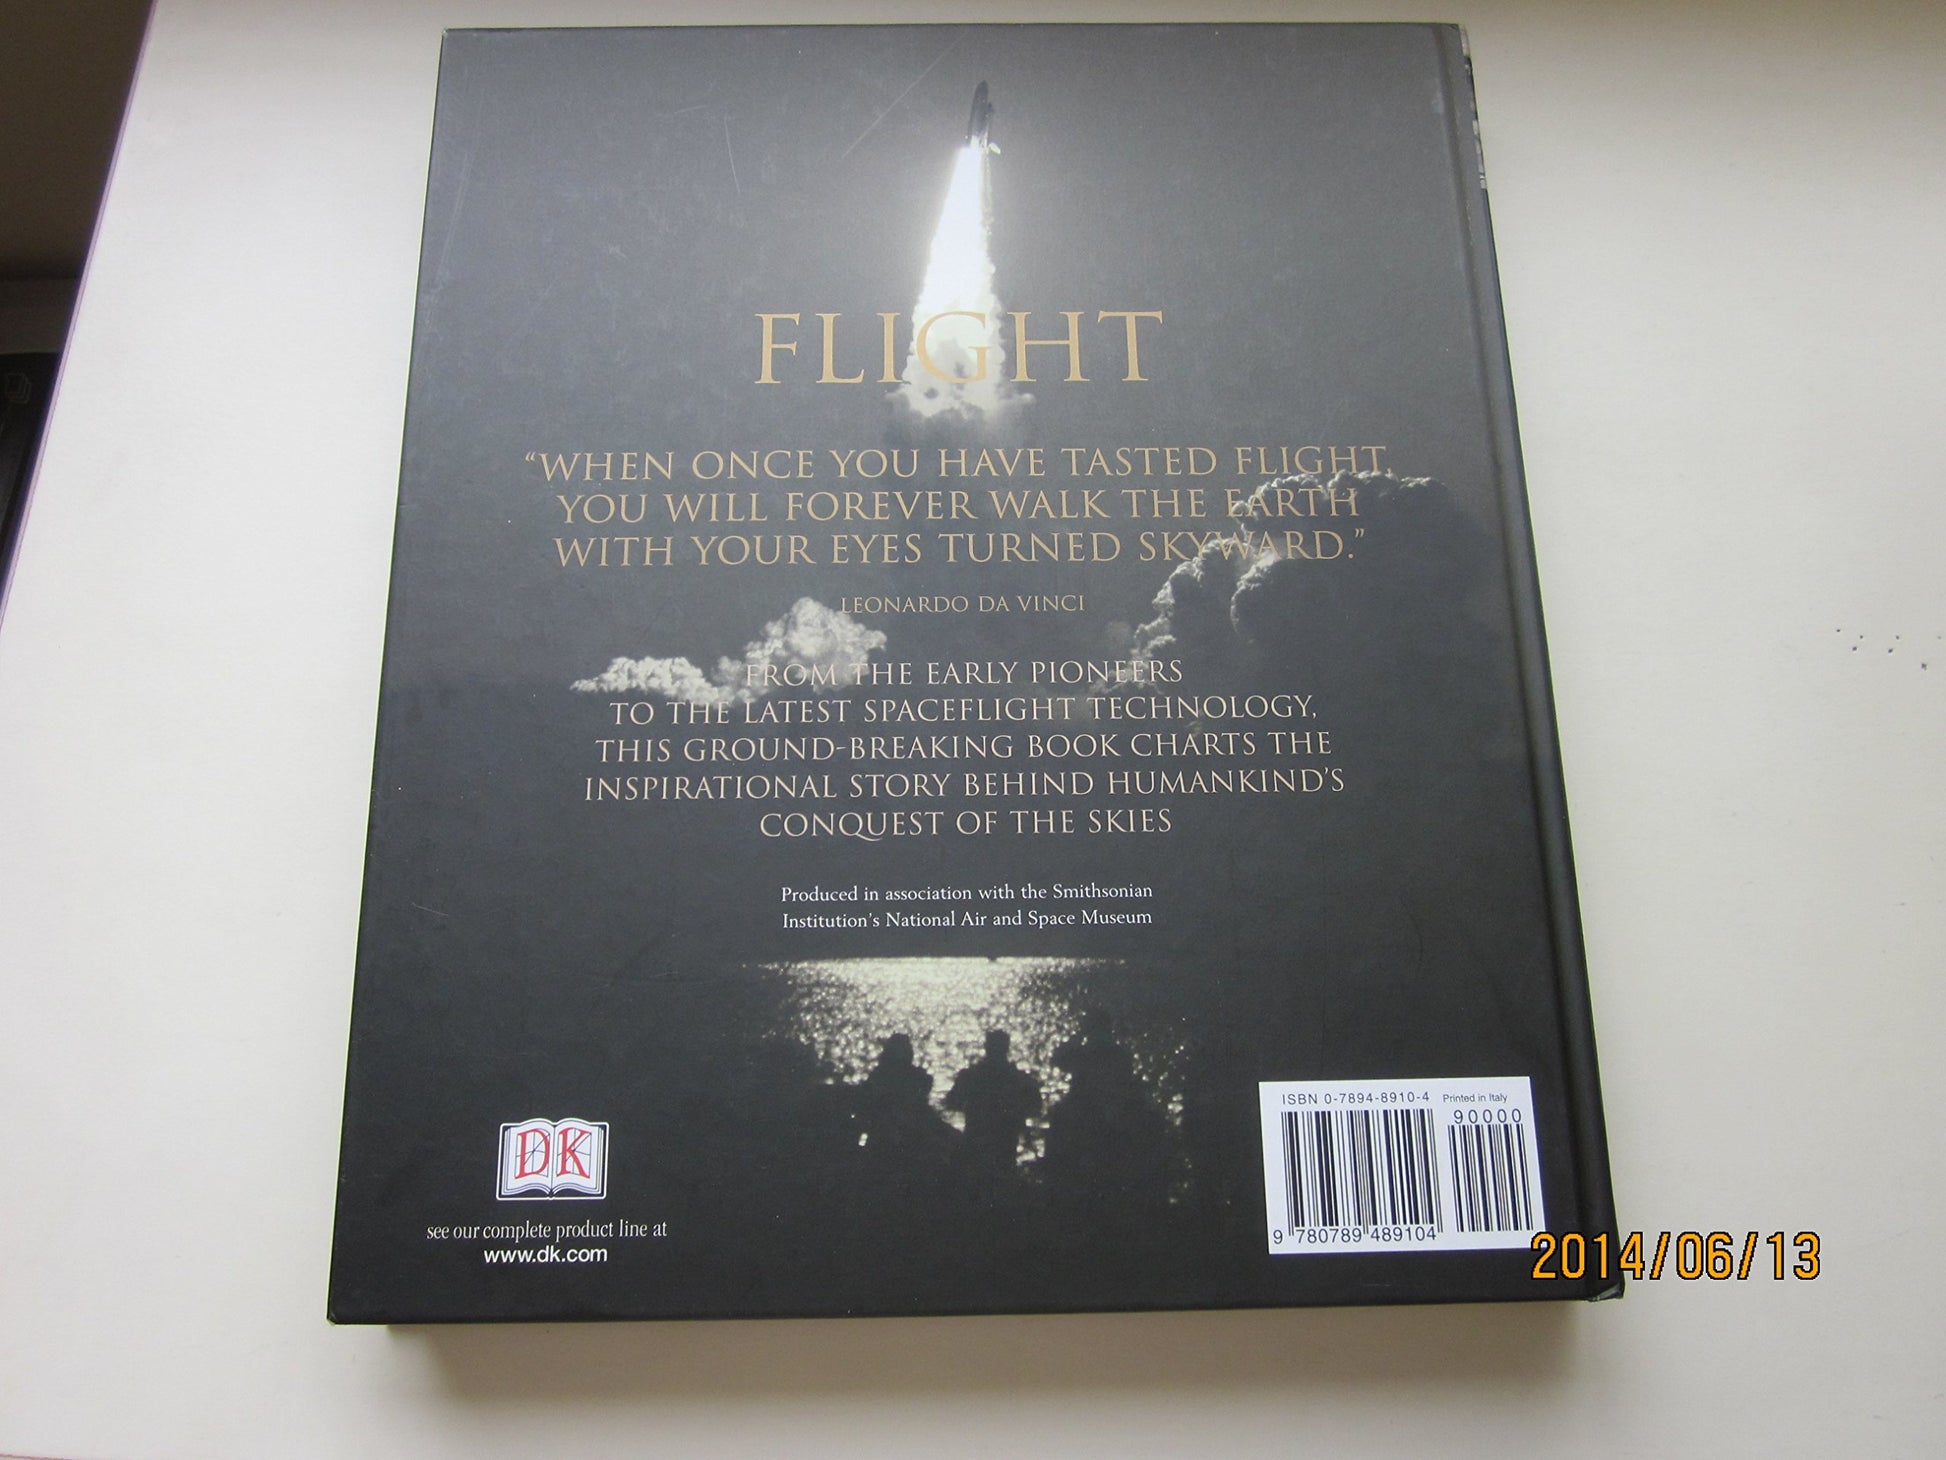 FLIGHT
“WHEN ONCE YOU HAVE TASTED FLIGHT,
YOU WILL FOREVER WALK THE EARTH
WITH YOUR EYES TURNED SKYWARD.”
LEONARDO DA VINCI
FROM THE EARLY PIONEERS
TO THE LATEST SPACEFLIGHT TECHNOLOGY,
THIS GROUND-BREAKING BOOK CHARTS THE
INSPIRATIONAL STORY BEHIND HUMANKIND’S
CONQUEST OF THE SKIES
Produced in association with the Smithsonian
Institution’s National Air and Space Museum
DK
see our complete product line at
www.dk.com
ISBN 0-7894-8910-4 Printed in Italy
90000
9 780789 489104
2014/06/13